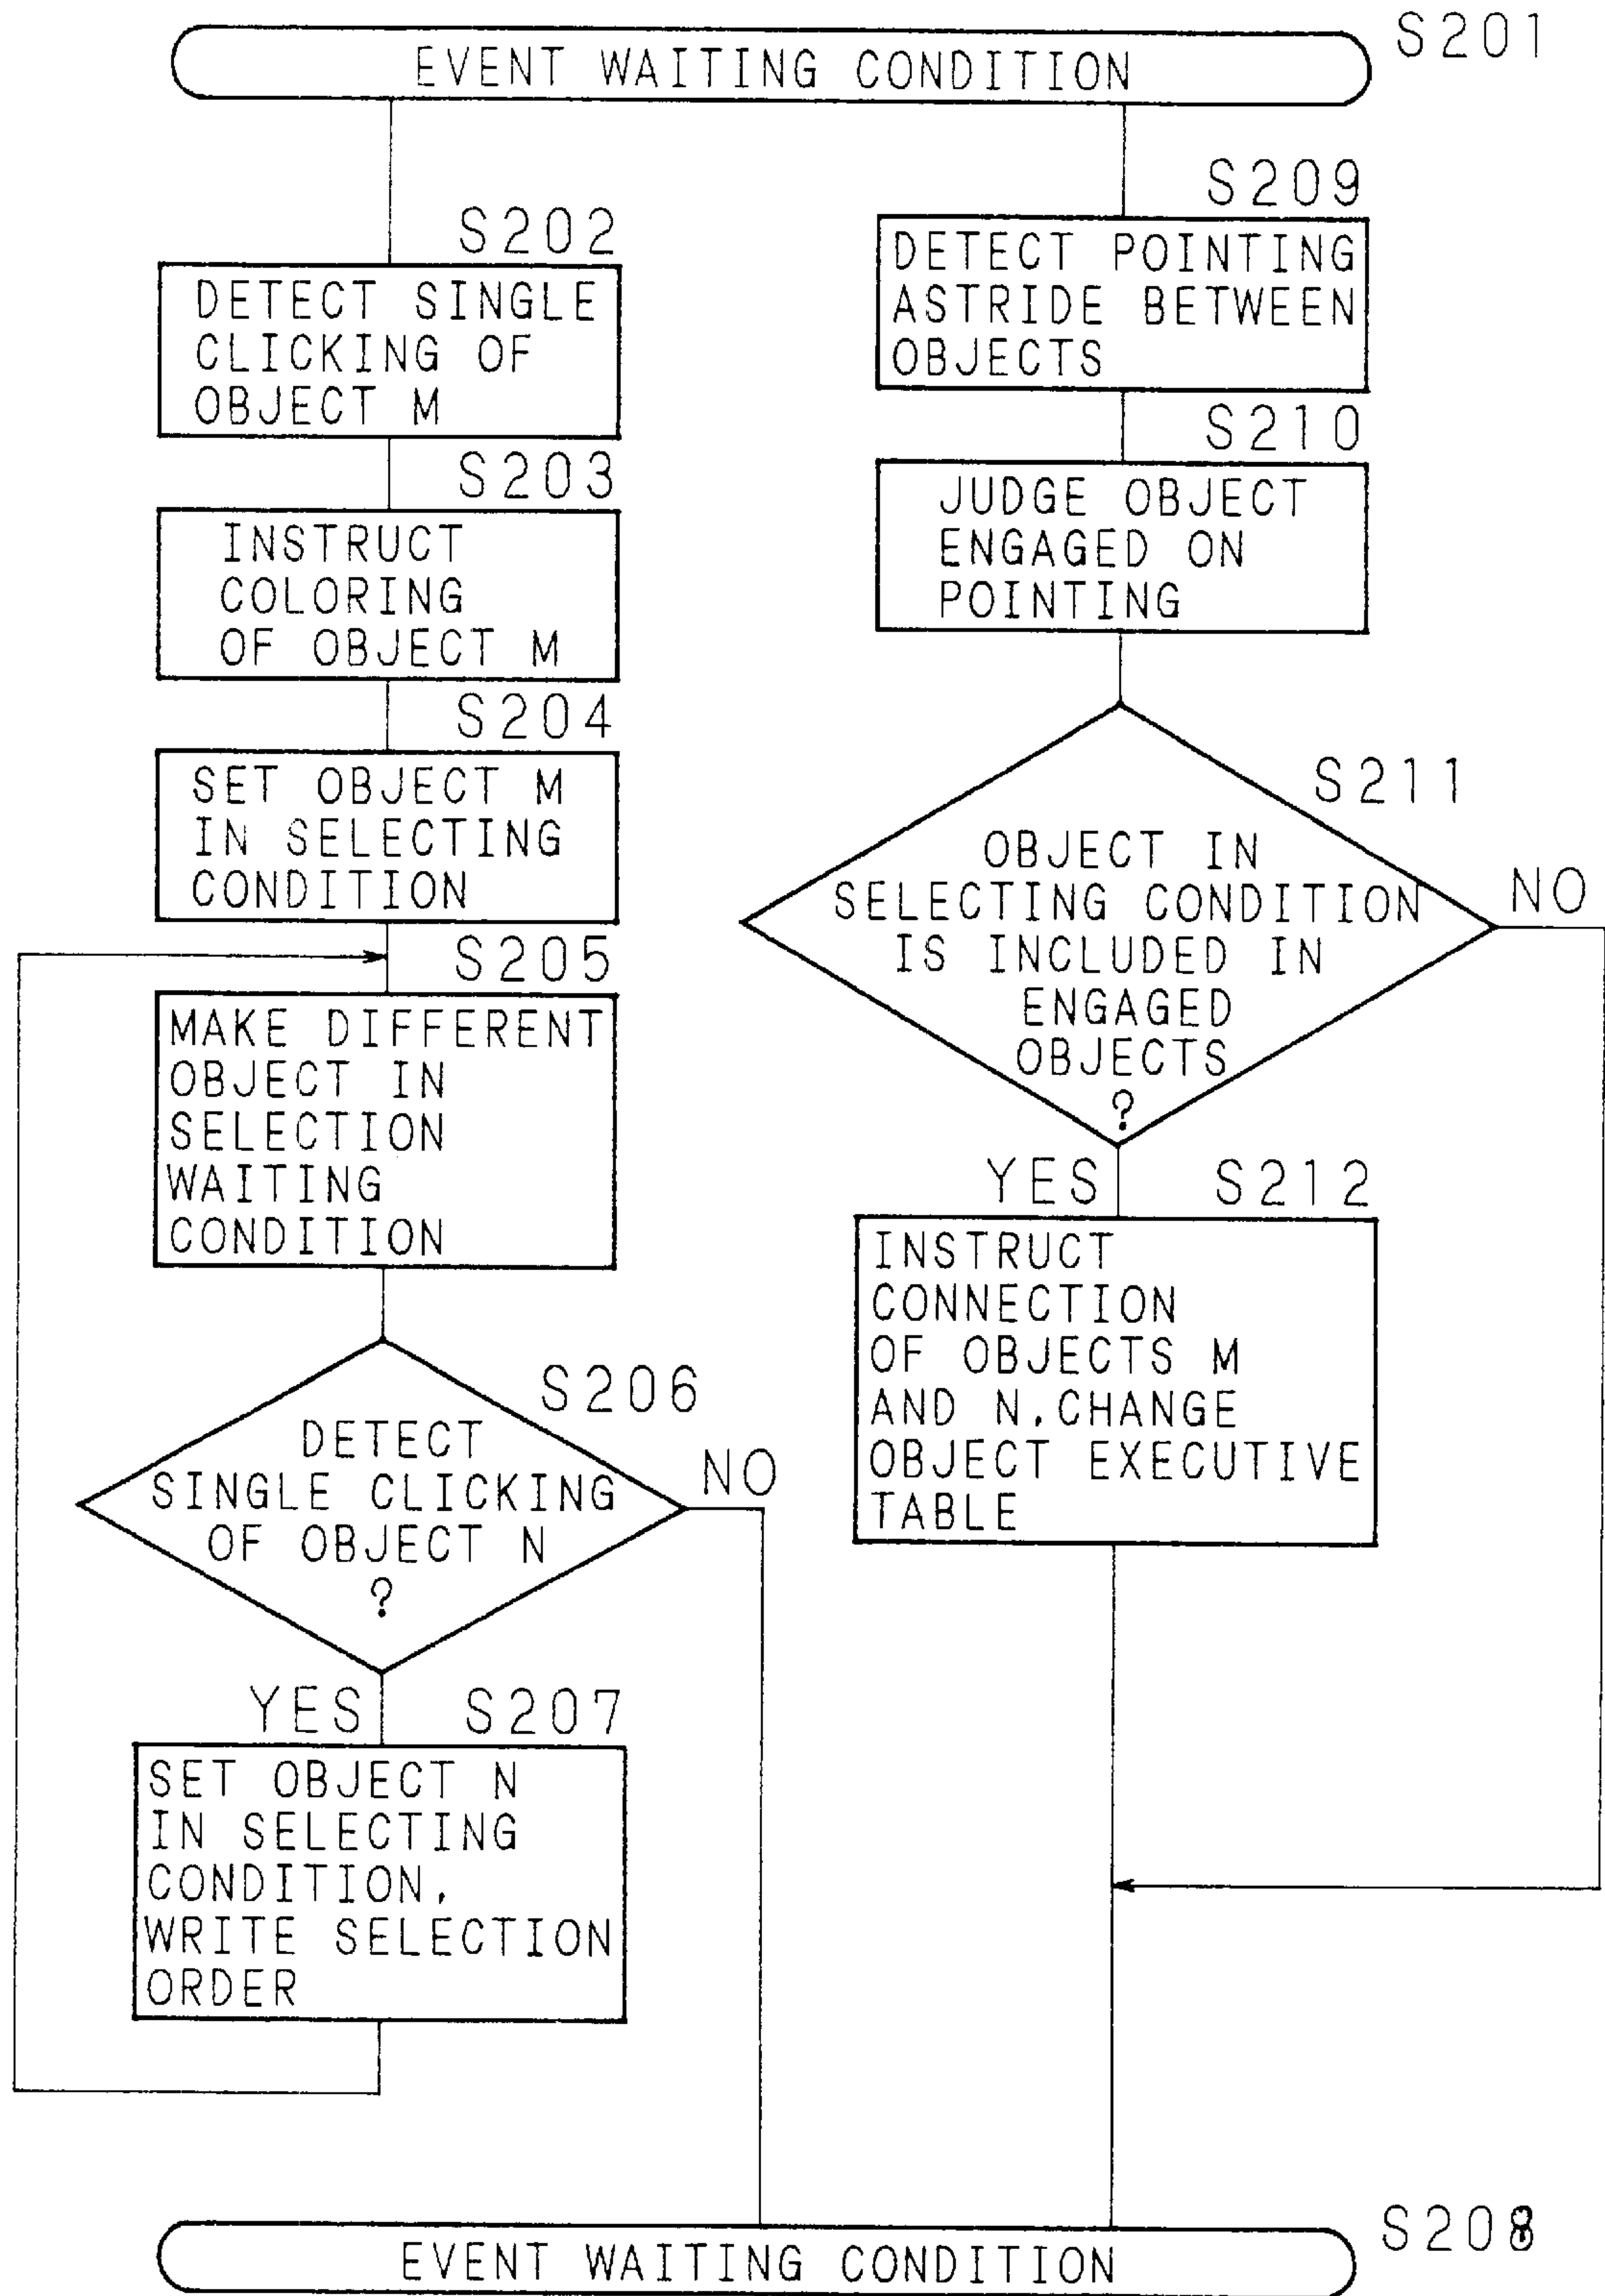 S201
EVENT WAITING CONDITION
S202
DETECT SINGLE
CLICKING OF
OBJECT M
S203
INSTRUCT
COLORING
OF OBJECT M
S204
SET OBJECT M
IN SELECTING
CONDITION
S205
MAKE DIFFERENT
OBJECT IN
SELECTION
WAITING
CONDITION
S206
DETECT
SINGLE CLICKING
OF OBJECT N
?
NO
YES
S207
SET OBJECT N
IN SELECTING
CONDITION,
WRITE SELECTION
ORDER
S209
DETECT POINTING
ASTRIDE BETWEEN
OBJECTS
S210
JUDGE OBJECT
ENGAGED ON
POINTING
S211
OBJECT IN
SELECTING CONDITION
IS INCLUDED IN
ENGAGED
OBJECTS
?
NO
YES
S212
INSTRUCT
CONNECTION
OF OBJECTS M
AND N,CHANGE
OBJECT EXECUTIVE
TABLE
S208
EVENT WAITING CONDITION